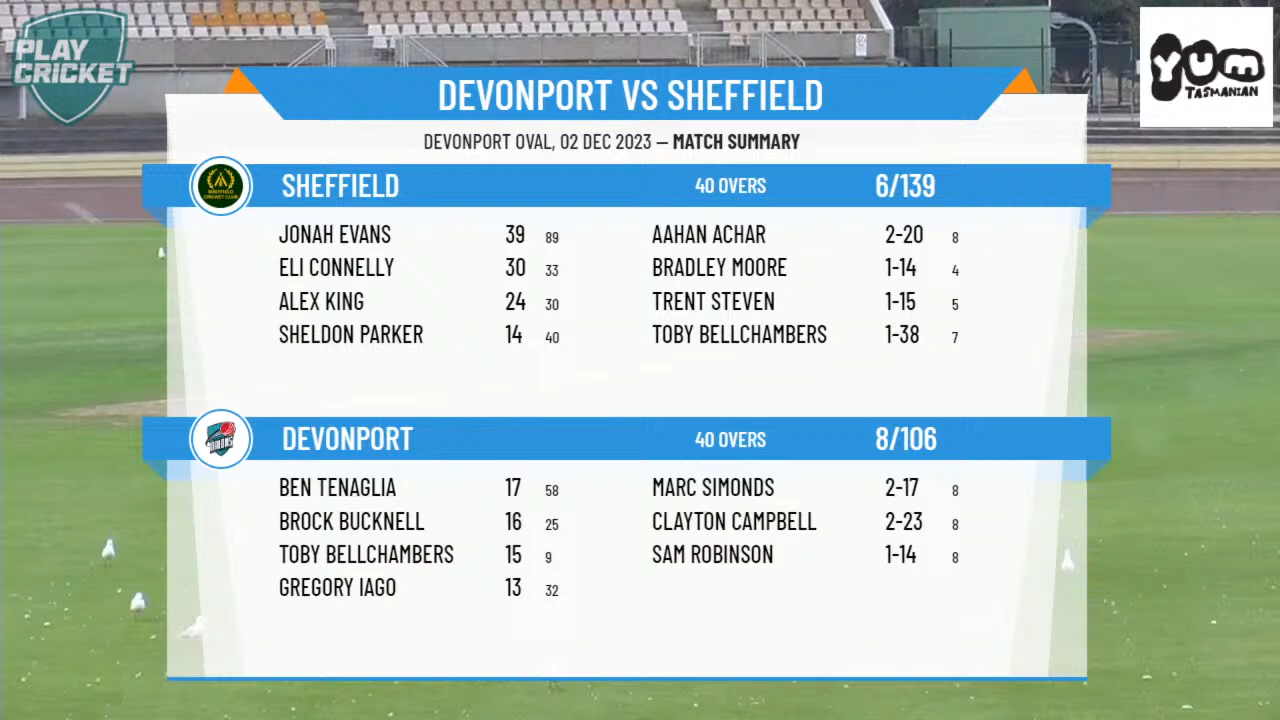 PLAY
CRICKET
YUM
TASMANIAN
DEVONPORT VS SHEFFIELD
DEVONPORT OVAL, 02 DEC 2023 – MATCH SUMMARY
SHEFFIELD 40 OVERS 6/139
JONAH EVANS 39 89 AAHAN ACHAR 2-20 8
ELI CONNELLY 30 33 BRADLEY MOORE 1-14 4
ALEX KING 24 30 TRENT STEVEN 1-15 5
SHELDON PARKER 14 40 TOBY BELLCHAMBERS 1-38 7
DEVONPORT 40 OVERS 8/106
BEN TENAGLIA 17 58 MARC SIMONDS 2-17 8
BROCK BUCKNELL 16 25 CLAYTON CAMPBELL 2-23 8
TOBY BELLCHAMBERS 15 9 SAM ROBINSON 1-14 8
GREGORY IAGO 13 32